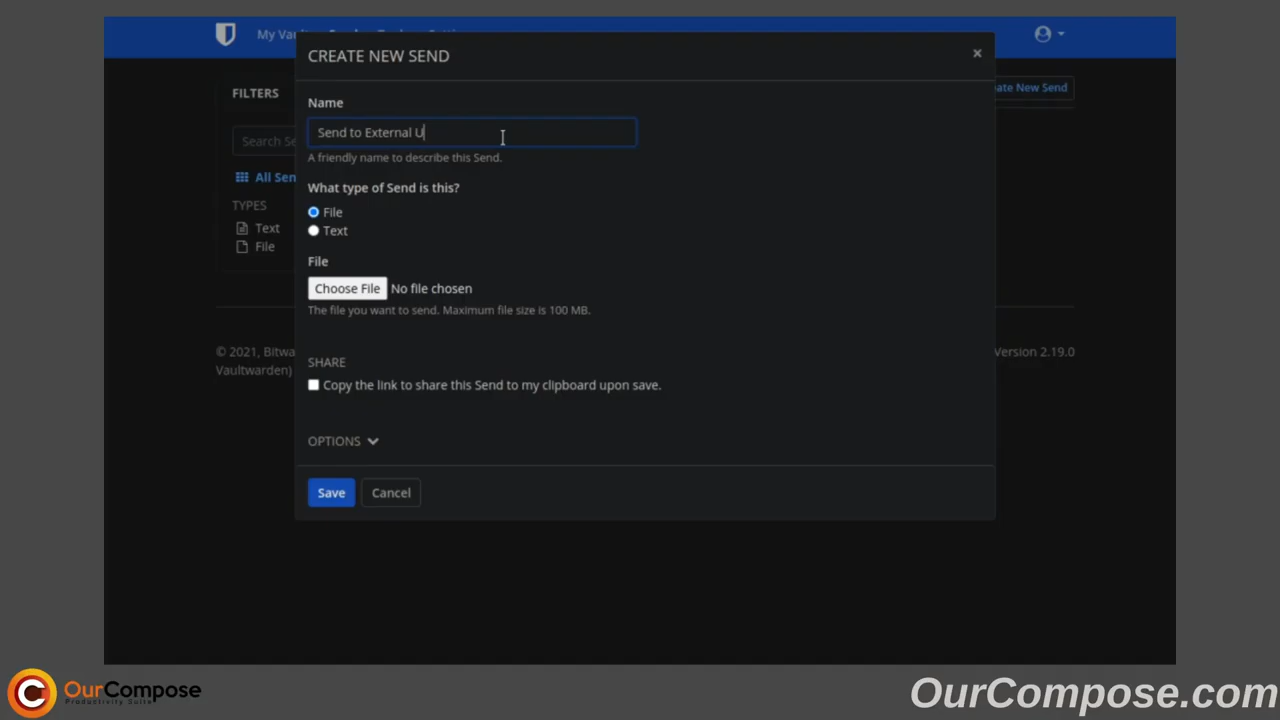 My Vau
CREATE NEW SEND
×
FILTERS
ate New Send
Name
Search Se
Send to External U
A friendly name to describe this Send.
All Sen
What type of Send is this?
TYPES
File
Text
Text
File
File
Choose File No file chosen
The file you want to send. Maximum file size is 100 MB.
© 2021, Bitwa
Vaultwarden)
Version 2.19.0
SHARE
Copy the link to share this Send to my clipboard upon save.
OPTIONS
Save Cancel
OurCompose
Productivity Suite
OurCompose.com